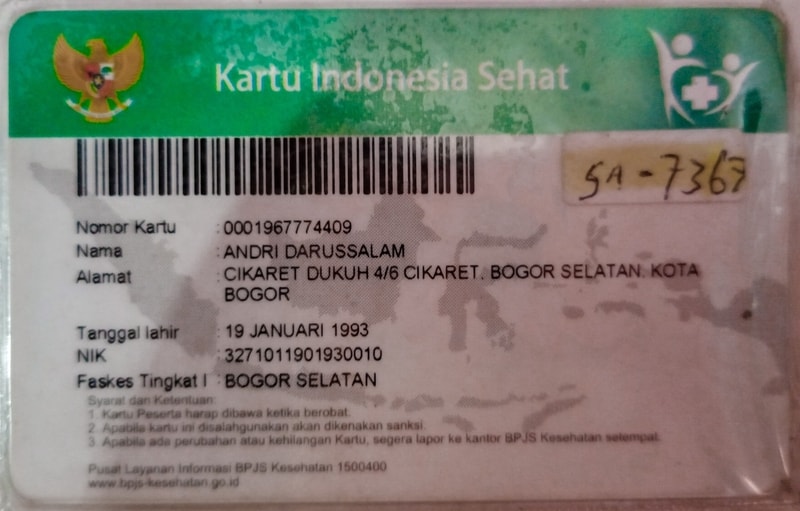 Kartu Indonesia Sehat
5A - 7367
Nomor Kartu : 0001967774409
Nama : ANDRI DARUSSALAM
Alamat : CIKARET DUKUH 4/6 CIKARET. BOGOR SELATAN. KOTA
BOGOR
Tanggal lahir : 19 JANUARI 1993
NIK : 3271011901930010
Faskes Tingkat I : BOGOR SELATAN
Syarat dan Ketentuan:
1. Kartu Peserta harap dibawa ketika berobat.
2. Apabila kartu ini disalahgunakan akan dikenakan sanksi.
3. Apabila ada perubahan atau kehilangan Kartu, segera lapor ke kantor BPJS Kesehatan setempat.
Pusat Layanan Informasi BPJS Kesehatan 1500400
www.bpjs-kesehatan.go.id